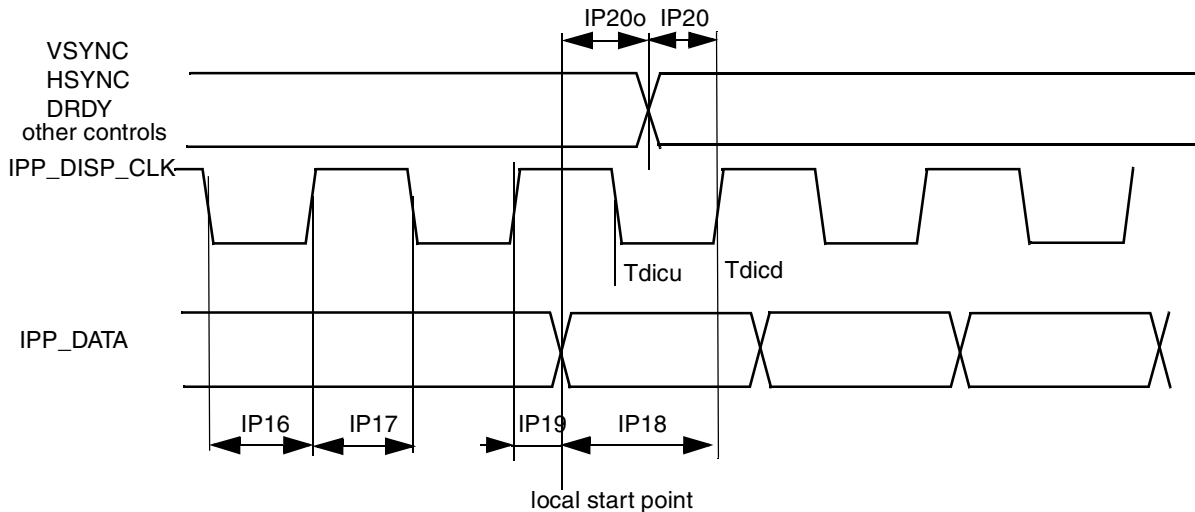 IP20o IP20
VSYNC
HSYNC
DRDY
other controls
IPP_DISP_CLK
Tdicu Tdicd
IPP_DATA
IP16 IP17 IP19 IP18
local start point